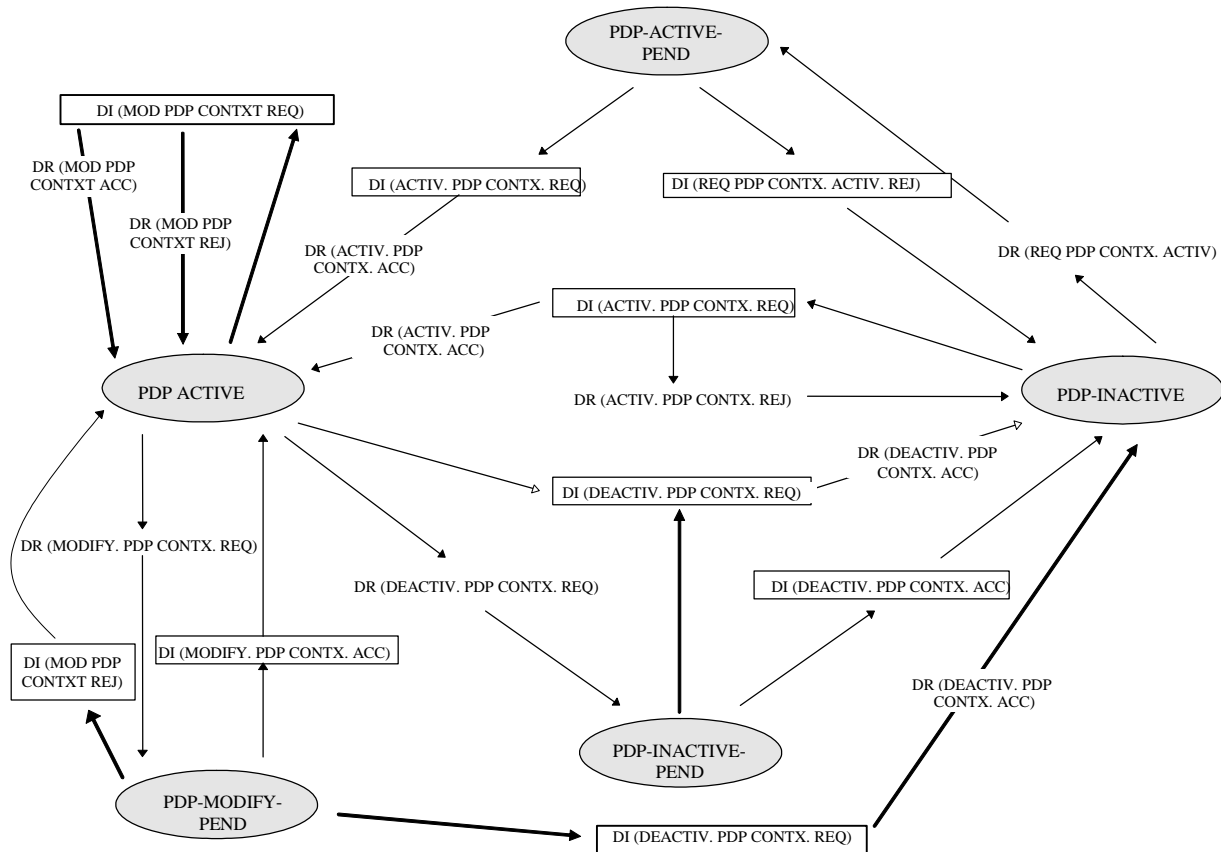 PDP-ACTIVE-
PEND
DI (MOD PDP CONTXT REQ)
DR (MOD PDP
CONTXT ACC)
DI (ACTIV. PDP CONTX. REQ)
DI (REQ PDP CONTX. ACTIV. REJ)
DR (MOD PDP
CONTXT REJ)
DR (ACTIV. PDP
CONTX. ACC)
DR (REQ PDP CONTX. ACTIV)
DI (ACTIV. PDP CONTX. REQ)
DR (ACTIV. PDP
CONTX. ACC)
PDP ACTIVE
PDP-INACTIVE
DR (ACTIV. PDP CONTX. REJ)
DR (DEACTIV. PDP
CONTX. ACC)
DI (DEACTIV. PDP CONTX. REQ)
DR (MODIFY. PDP CONTX. REQ)
DR (DEACTIV. PDP CONTX. REQ)
DI (DEACTIV. PDP CONTX. ACC)
DI (MODIFY. PDP CONTX. ACC)
DI (MOD PDP
CONTXT REJ)
DR (DEACTIV. PDP
CONTX. ACC)
PDP-INACTIVE-
PEND
PDP-MODIFY-
PEND
DI (DEACTIV. PDP CONTX. REQ)